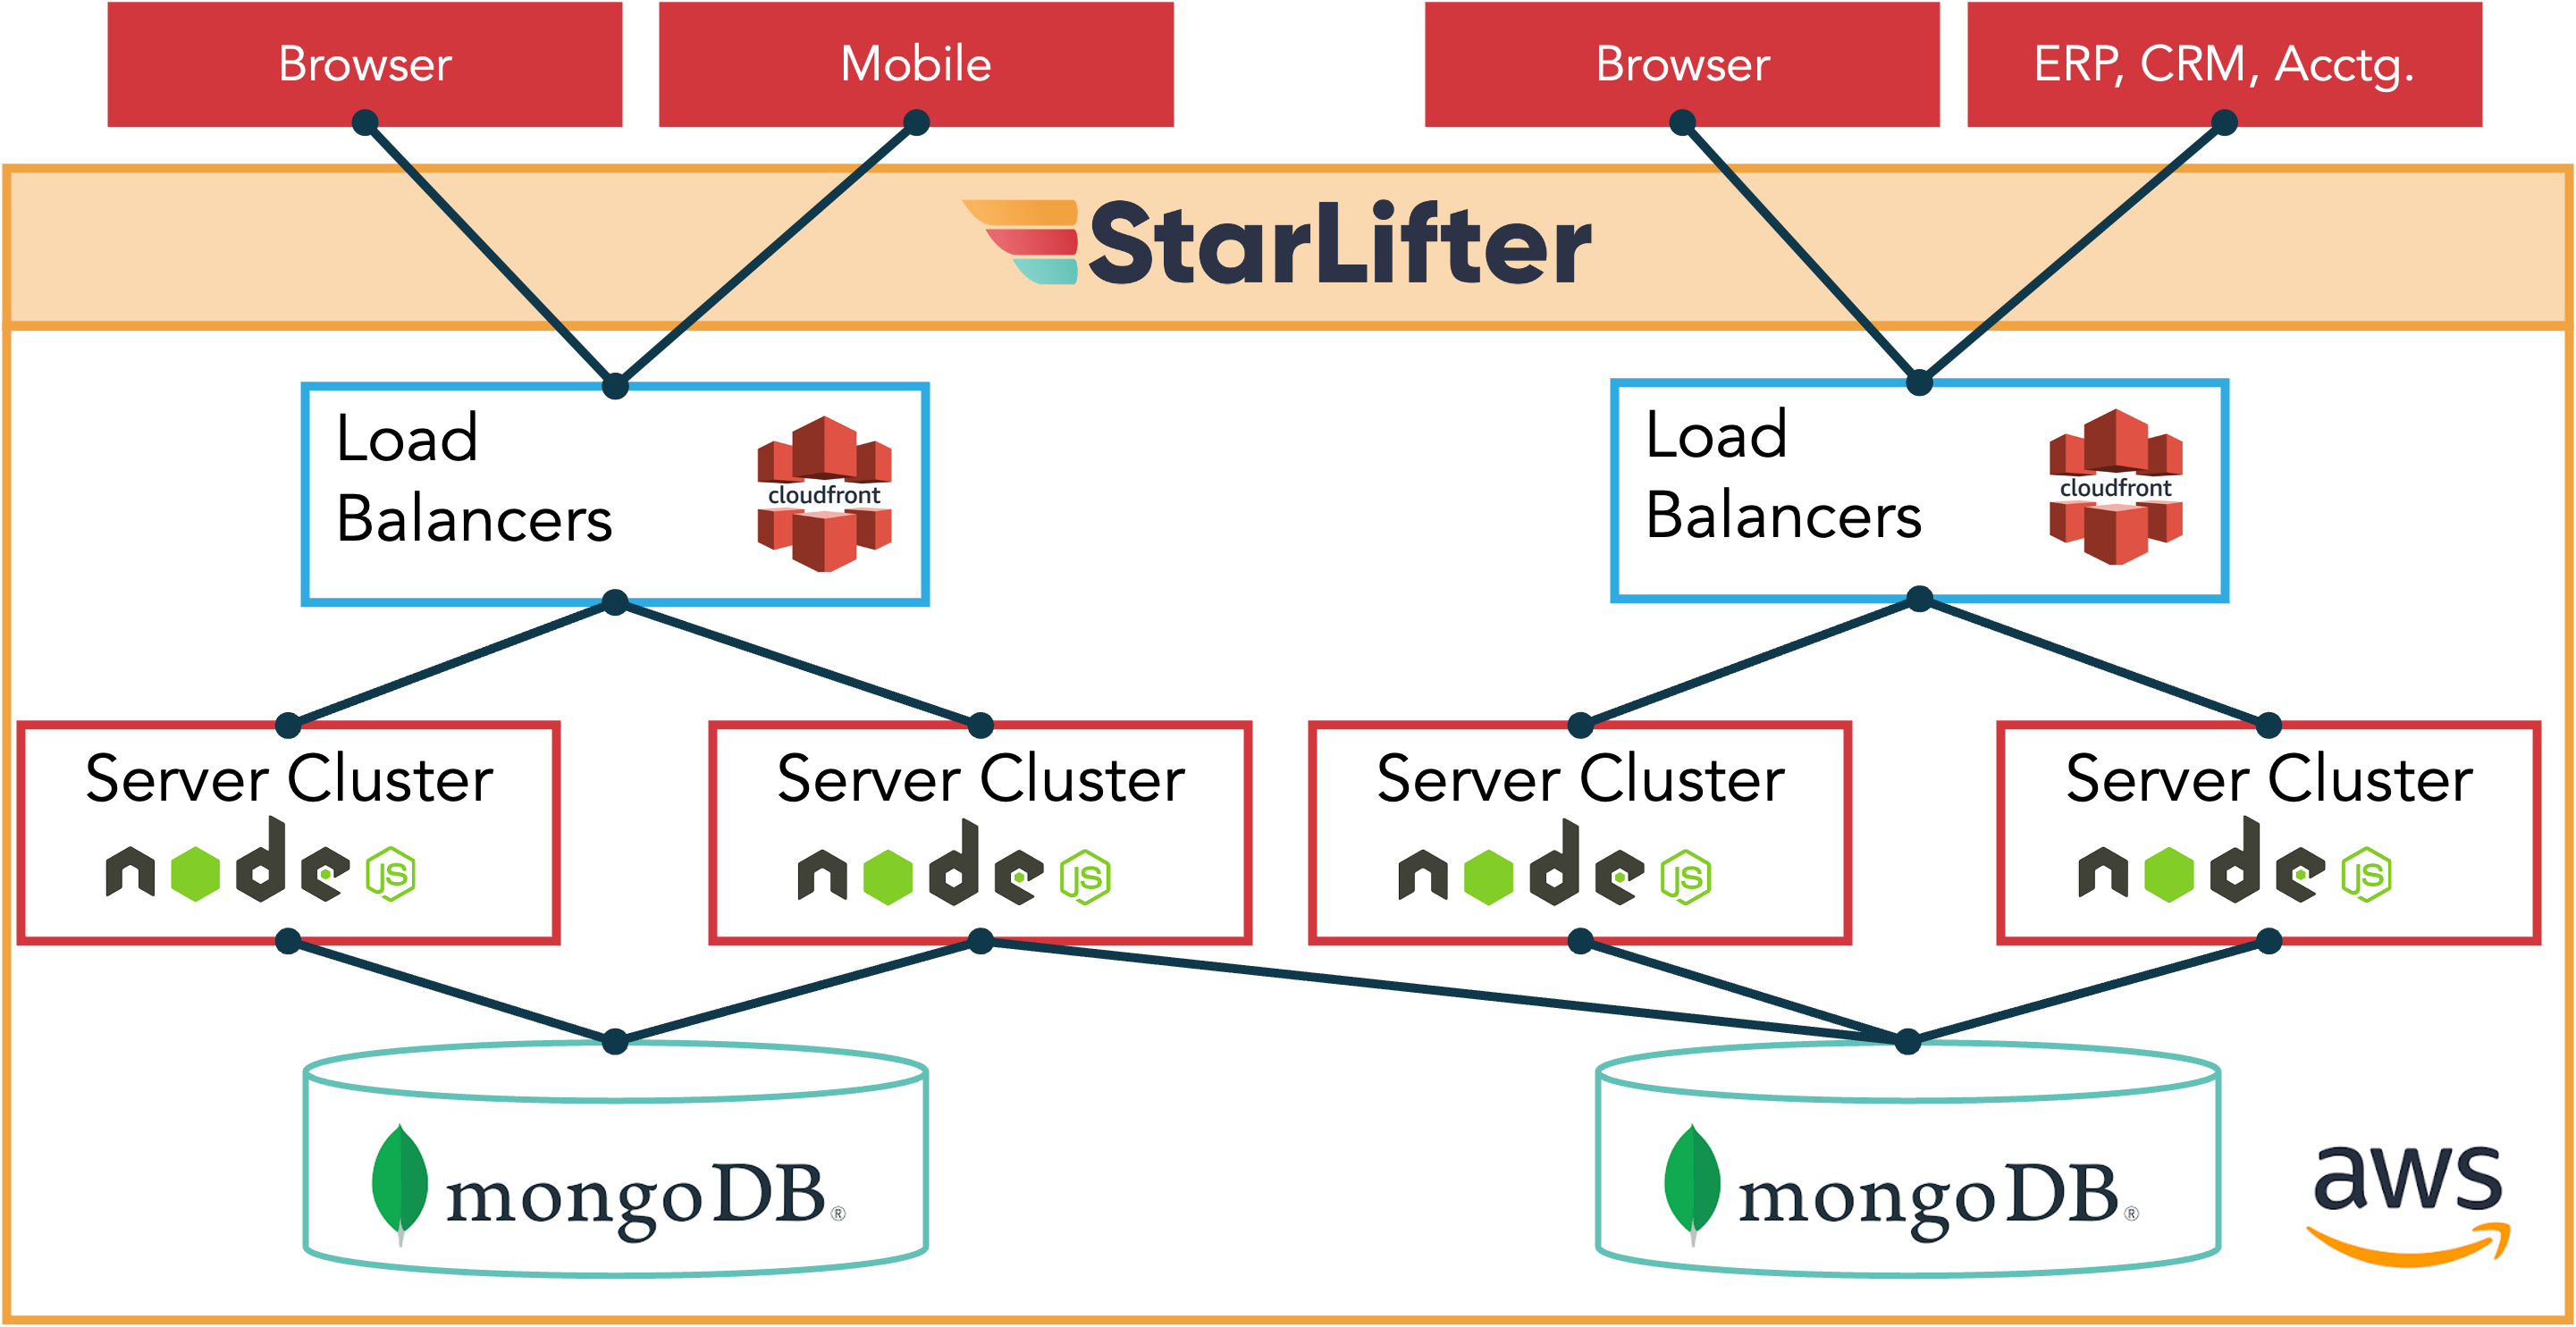 Browser
Mobile
Browser
ERP, CRM, Acctg.
StarLifter
Load
Balancers
cloudfront
Load
Balancers
cloudfront
Server Cluster
node JS
Server Cluster
node JS
Server Cluster
node JS
Server Cluster
node JS
mongoDB®
mongoDB®
aws